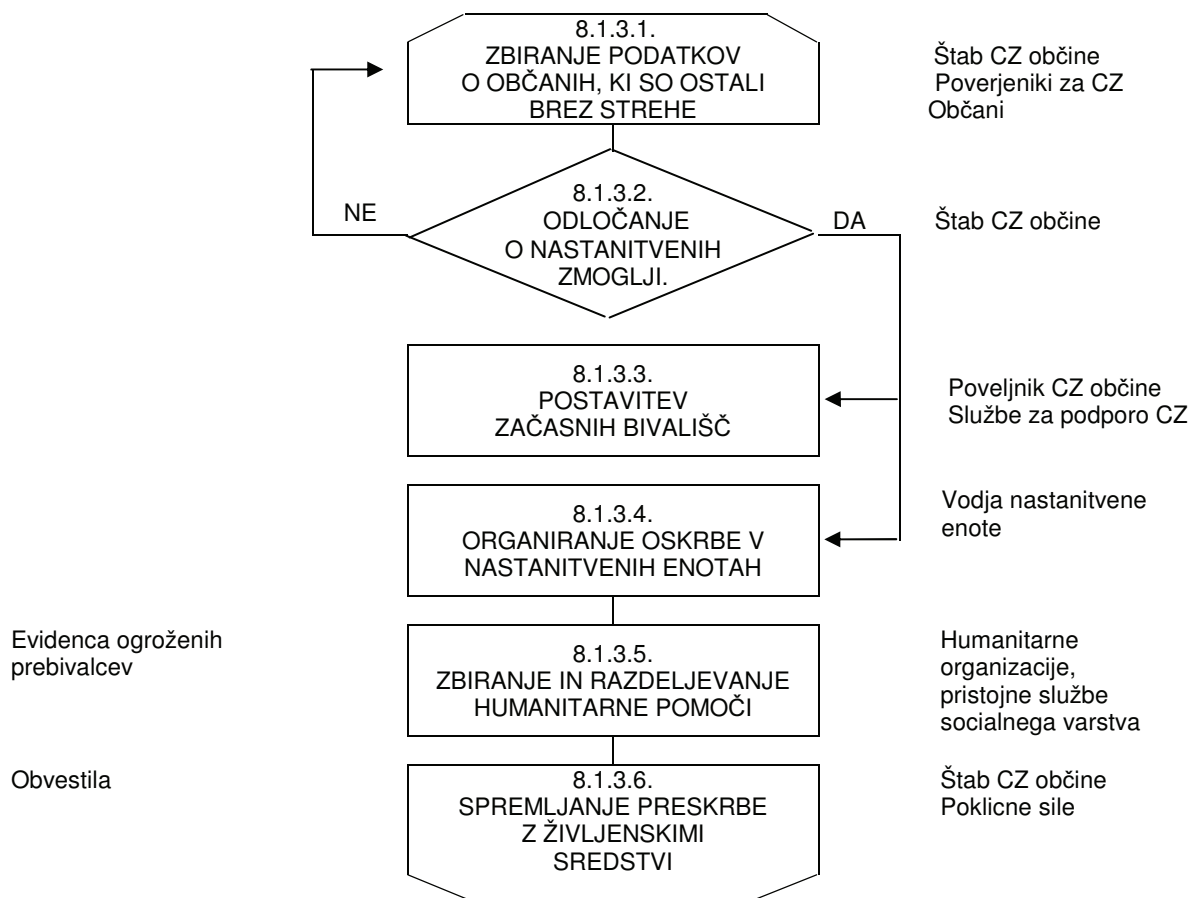 8.1.3.1.
ZBIRANJE PODATKOV
O OBČANIH, KI SO OSTALI
BREZ STREHE
Štab CZ občine
Poverjeniki za CZ
Občani
NE
8.1.3.2.
ODLOČANJE
O NASTANITVENIH
ZMOGLJI.
DA
Štab CZ občine
8.1.3.3.
POSTAVITEV
ZAČASNIH BIVALIŠČ
Poveljnik CZ občine
Službe za podporo CZ
8.1.3.4.
ORGANIRANJE OSKRBE V
NASTANITVENIH ENOTAH
Vodja nastanitvene
enote
Evidenca ogroženih
prebivalcev
8.1.3.5.
ZBIRANJE IN RAZDELJEVANJE
HUMANITARNE POMOČI
Humanitarne
organizacije,
pristojne službe
socialnega varstva
Obvestila
8.1.3.6.
SPREMLJANJE PRESKRBE
Z ŽIVLJENSKIMI
SREDSTVI
Štab CZ občine
Poklicne sile